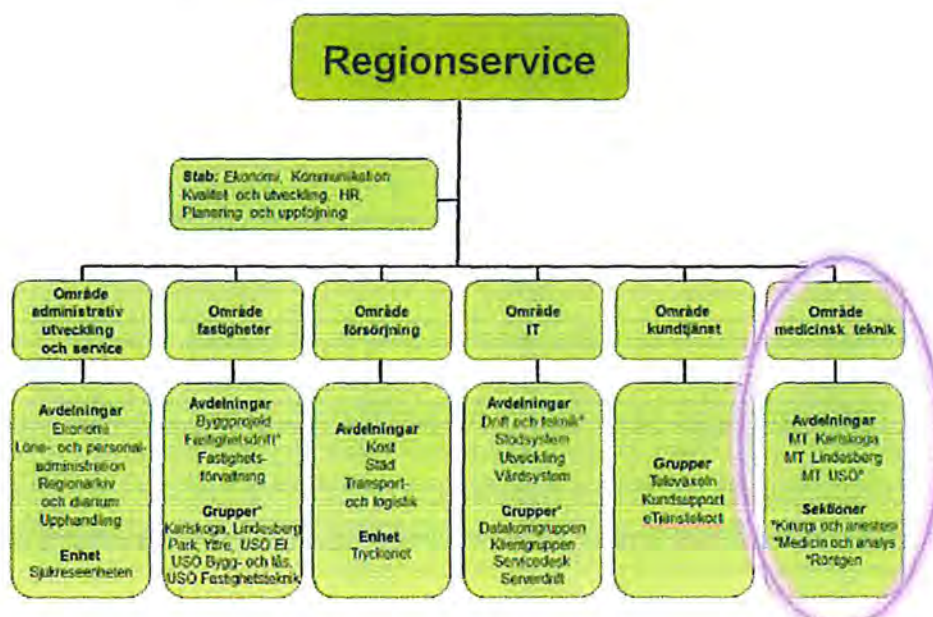 Regionservice
Stab: Ekonomi, Kommunikation
Kvalitet och utveckling, HR,
Planering och uppföljning
Område
administrativ
utveckling
och service
Område
fastigheter
Område
försörjning
Område
IT
Område
kundtjänst
Område
medicinsk teknik
Avdelningar
Ekonomi
Löne- och personal-
administration
Regionarkiv
och diarium
Upphandling
Enhet
Sjukreseenheten
Avdelningar
Byggprojekt
Fastighetsdrift*
Fastighets-
förvaltning
Grupper*
Karlskoga, Lindesberg
Park, Yttre, USÖ El,
USÖ Bygg- och lås,
USÖ Fastighetsteknik
Avdelningar
Kost
Städ
Transport-
och logistik
Enhet
Tryckeriet
Avdelningar
Drift och teknik*
Stödsystem
Utveckling
Vårdsystem
Grupper*
Datakomgruppen
Klientgruppen
Servicedesk
Serverdrift
Grupper
Televäxeln
Kundsupport
eTjänstekort
Avdelningar
MT Karlskoga
MT Lindesberg
MT USÖ*
Sektioner
*Kirurgi och anestesi
*Medicin och analys
*Röntgen